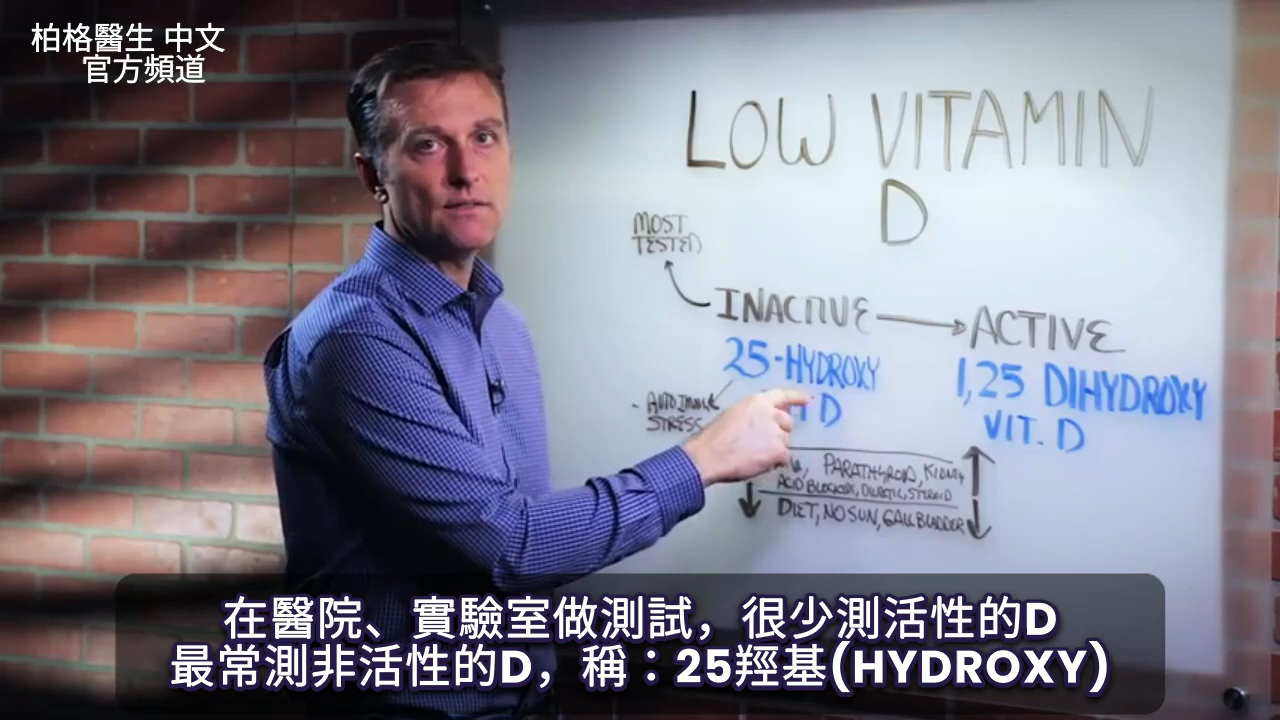 柏格醫生 中文
官方頻道
LOW VITAMIN
D
MOST
TESTED
INACTIVE
ACTIVE
25-HYDROXY
D
1,25 DIHYDROXY
VIT. D
- AUTOIMMUNE
STRESS
PARATHYROID, KIDNEY
ACID BLOCKERS, DIURETIC, STEROID
DIET, NO SUN, GALLBLADDER
在醫院、實驗室做測試，很少測活性的D
最常測非活性的D，稱：25羥基(HYDROXY)